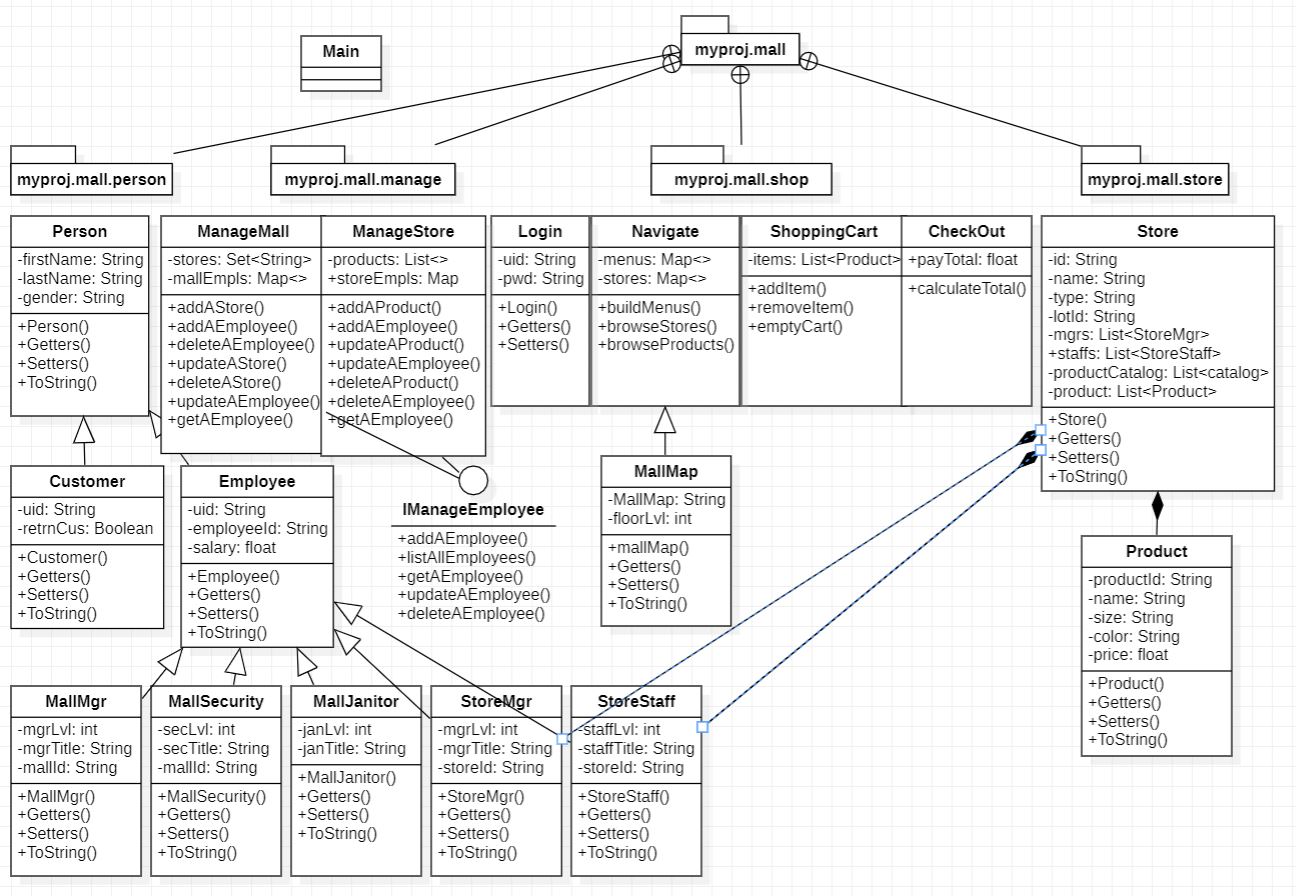 myproj.mall
Main
myproj.mall.person
myproj.mall.manage
myproj.mall.shop
myproj.mall.store
Person
-firstName: String
-lastName: String
-gender: String
+Person()
+Getters()
+Setters()
+ToString()
ManageMall
-stores: Set<String>
-mallEmpls: Map<>
+addAStore()
+addAEmployee()
+deleteAEmployee()
+updateAStore()
+deleteAStore()
+updateAEmployee()
+getAEmployee()
ManageStore
-products: List<>
+storeEmpls: Map
+addAProduct()
+addAEmployee()
+updateAProduct()
+updateAEmployee()
+deleteAProduct()
+deleteAEmployee()
+getAEmployee()
Login
-uid: String
-pwd: String
+Login()
+Getters()
+Setters()
Navigate
-menus: Map<>
-stores: Map<>
+buildMenus()
+browseStores()
+browseProducts()
ShoppingCart
-items: List<Product>
+addItem()
+removeItem()
+emptyCart()
CheckOut
+payTotal: float
+calculateTotal()
Store
-id: String
-name: String
-type: String
-lotId: String
-mgrs: List<StoreMgr>
+staffs: List<StoreStaff>
-productCatalog: List<catalog>
-product: List<Product>
+Store()
+Getters()
+Setters()
+ToString()
Customer
-uid: String
-retrnCus: Boolean
+Customer()
+Getters()
+Setters()
+ToString()
Employee
-uid: String
-employeeId: String
-salary: float
+Employee()
+Getters()
+Setters()
+ToString()
IManageEmployee
+addAEmployee()
+listAllEmployees()
+getAEmployee()
+updateAEmployee()
+deleteAEmployee()
MallMap
-MallMap: String
-floorLvl: int
+mallMap()
+Getters()
+Setters()
+ToString()
Product
-productId: String
-name: String
-size: String
-color: String
-price: float
+Product()
+Getters()
+Setters()
+ToString()
MallMgr
-mgrLvl: int
-mgrTitle: String
-mallId: String
+MallMgr()
+Getters()
+Setters()
+ToString()
MallSecurity
-secLvl: int
-secTitle: String
-mallId: String
+MallSecurity()
+Getters()
+Setters()
+ToString()
MallJanitor
-janLvl: int
-janTitle: String
+MallJanitor()
+Getters()
+Setters()
+ToString()
StoreMgr
-mgrLvl: int
-mgrTitle: String
-storeId: String
+StoreMgr()
+Getters()
+Setters()
+ToString()
StoreStaff
-staffLvl: int
-staffTitle: String
-storeId: String
+StoreStaff()
+Getters()
+Setters()
+ToString()